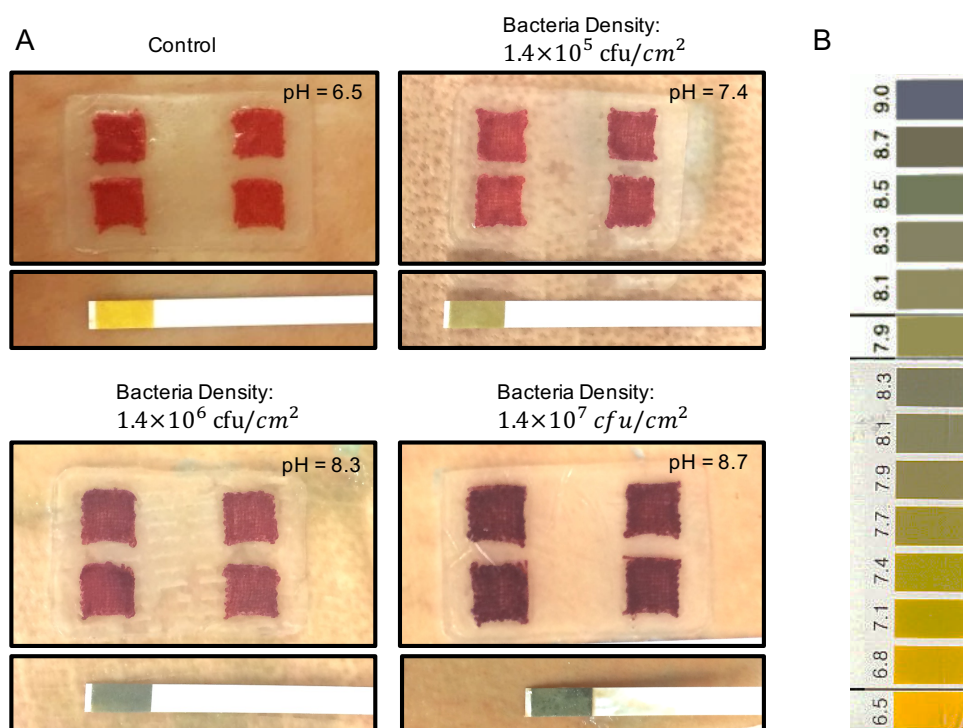 A
Control
Bacteria Density:
1.4×10⁵ cfu/cm²
B
pH = 6.5
pH = 7.4
Bacteria Density:
1.4×10⁶ cfu/cm²
Bacteria Density:
1.4×10⁷ cfu/cm²
pH = 8.3
pH = 8.7
9.0
8.7
8.5
8.3
8.1
7.9
8.3
8.1
7.9
7.7
7.4
7.1
6.8
6.5